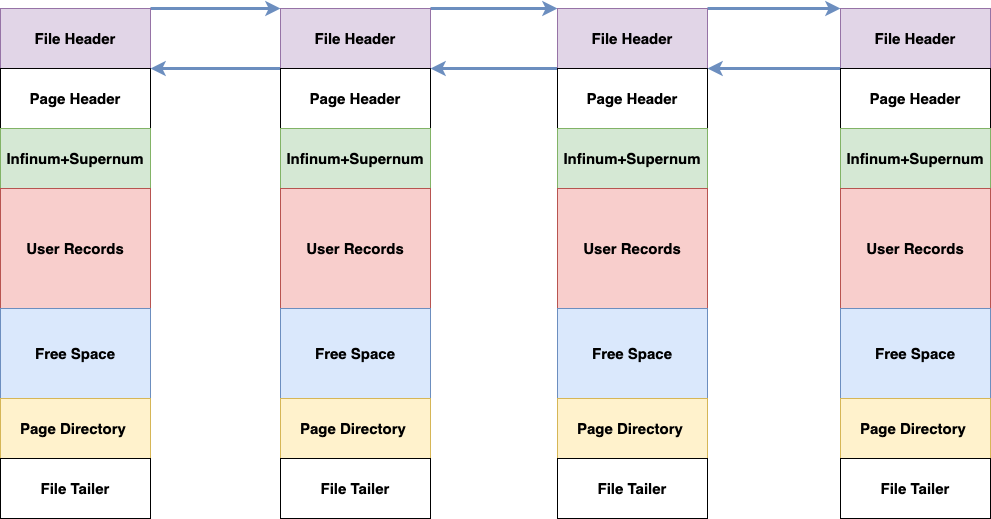 File Header File Header File Header File Header
Page Header Page Header Page Header Page Header
Infinum+Supernum Infinum+Supernum Infinum+Supernum Infinum+Supernum
User Records User Records User Records User Records
Free Space Free Space Free Space Free Space
Page Directory Page Directory Page Directory Page Directory
File Tailer File Tailer File Tailer File Tailer